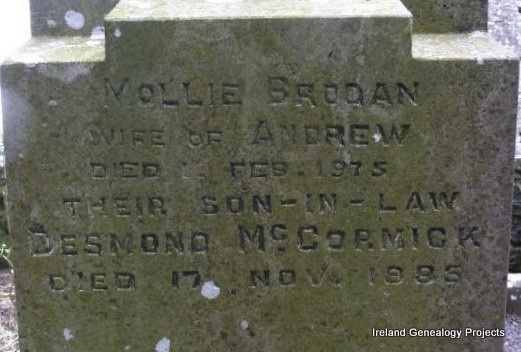 MOLLIE BROGAN
WIFE OF ANDREW
DIED FEB. 1975
THEIR SON-IN-LAW
DESMOND McCORMICK
DIED 17 NOV. 1985
Ireland Genealogy Projects